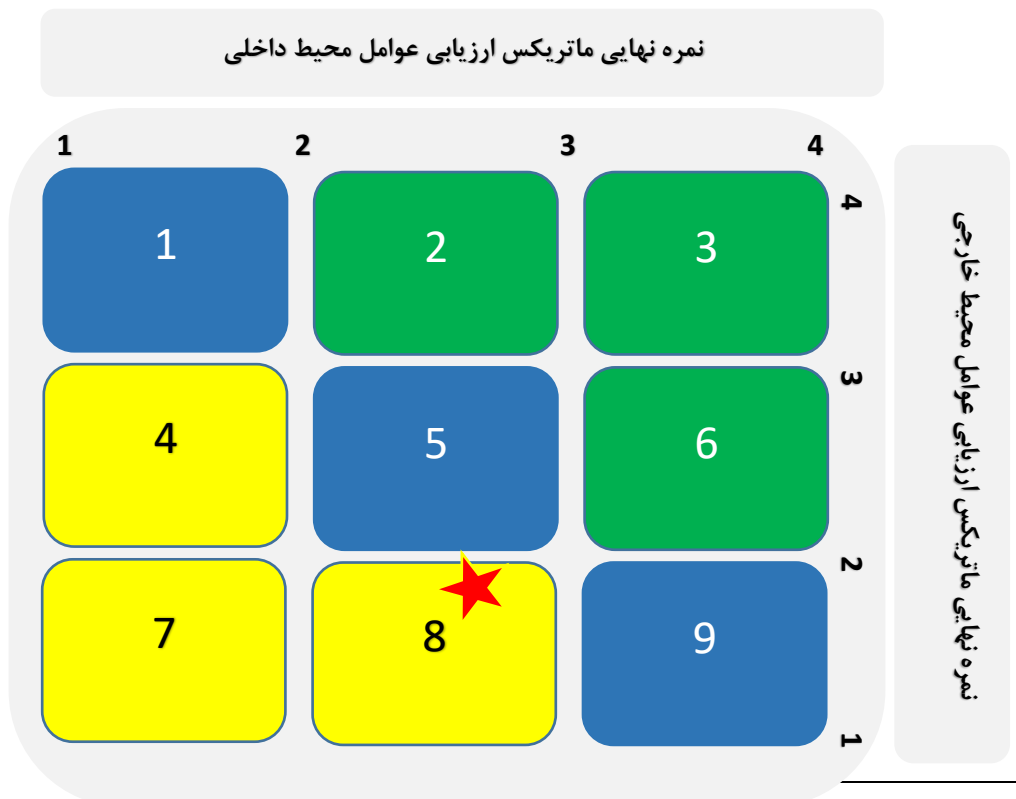 نمره نهایی ماتریکس ارزیابی عوامل محیط داخلی
1 2 3 4
نمره نهایی ماتریکس ارزیابی عوامل محیط خارجی
4
1 2 3
3
4 5 6
2
7 8 9
1